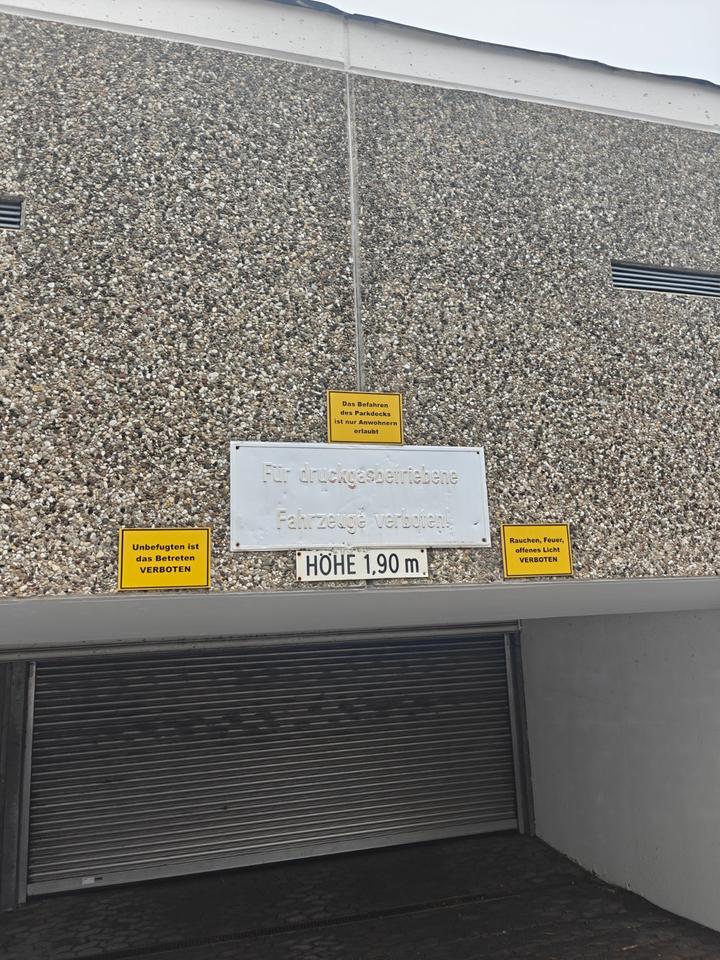 Das Befahren
des Parkdecks
ist nur Anwohnern
erlaubt
Für druckgasbetriebene
Fahrzeuge verboten!
HÖHE 1,90 m
Unbefugten ist
das Betreten
VERBOTEN
Rauchen, Feuer,
offenes Licht
VERBOTEN